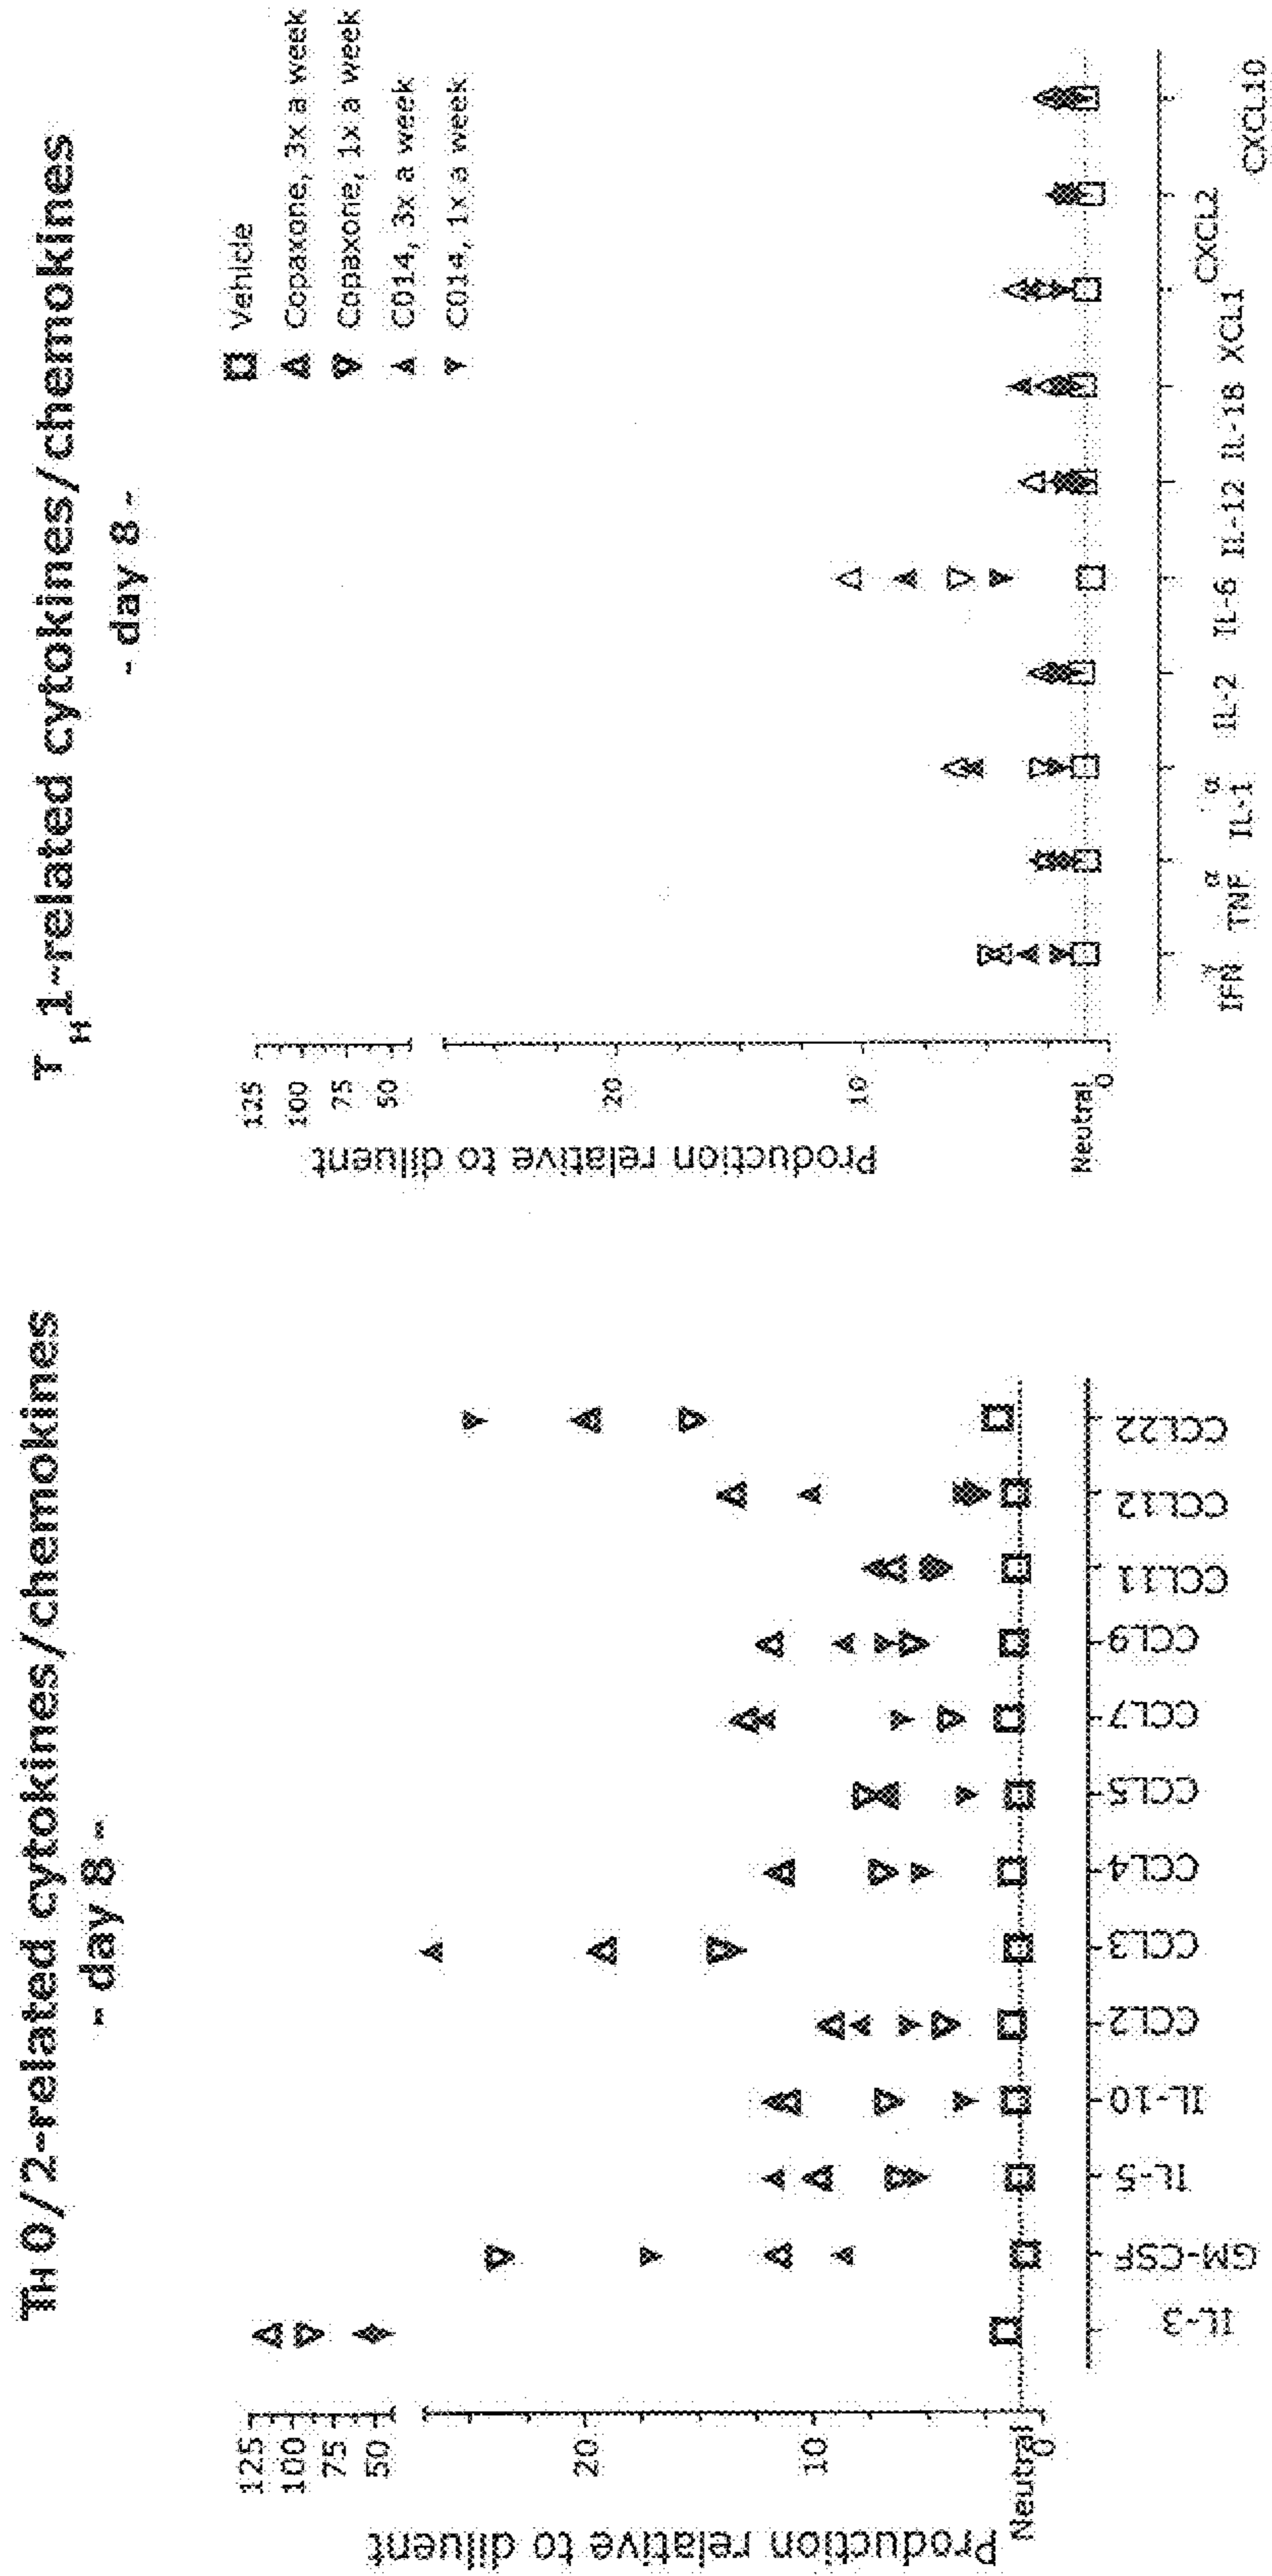 TH 0/2-related cytokines/chemokines
- day 8 -
Production relative to diluent
125
100
75
50
20
10
Neutral
0
IL-3
GM-CSF
IL-5
IL-10
CCL2
CCL3
CCL4
CCL5
CCL7
CCL9
CCL11
CCL12
CCL22
TH1-related cytokines/chemokines
- day 8 -
Vehicle
Copaxone, 3x a week
Copaxone, 1x a week
C014, 3x a week
C014, 1x a week
Production relative to diluent
125
100
75
50
20
10
Neutral
0
IFN γ
TNF α
IL-1 α
IL-2
IL-6
IL-12
IL-18
XCL1
CXCL2
CXCL10